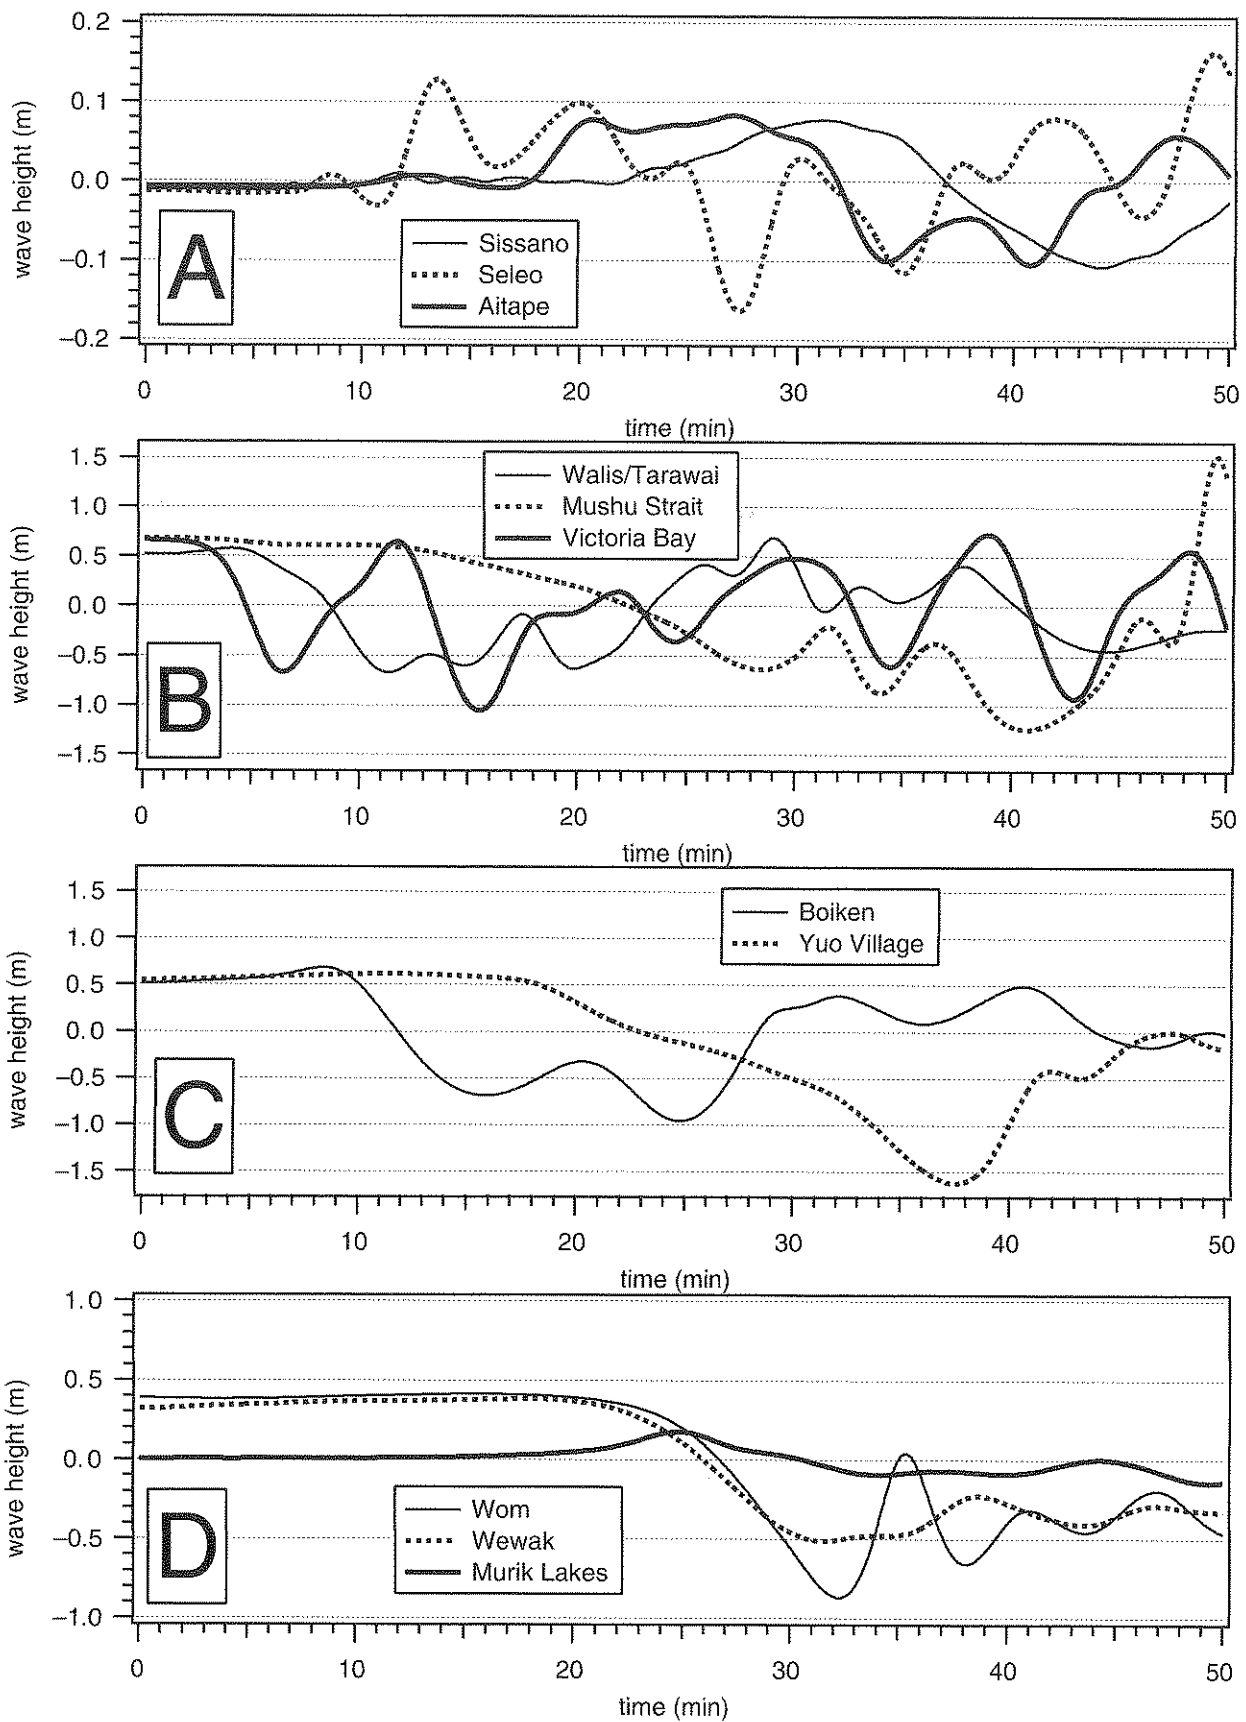 0.2
0.1
0.0
−0.1
−0.2
wave height (m)
A
Sissano
Seleo
Aitape
0 10 20 30 40 50
time (min)
1.5
1.0
0.5
0.0
−0.5
−1.0
−1.5
wave height (m)
B
Walis/Tarawai
Mushu Strait
Victoria Bay
0 10 20 30 40 50
time (min)
1.5
1.0
0.5
0.0
−0.5
−1.0
−1.5
wave height (m)
C
Boiken
Yuo Village
0 10 20 30 40 50
time (min)
1.0
0.5
0.0
−0.5
−1.0
wave height (m)
D
Wom
Wewak
Murik Lakes
0 10 20 30 40 50
time (min)